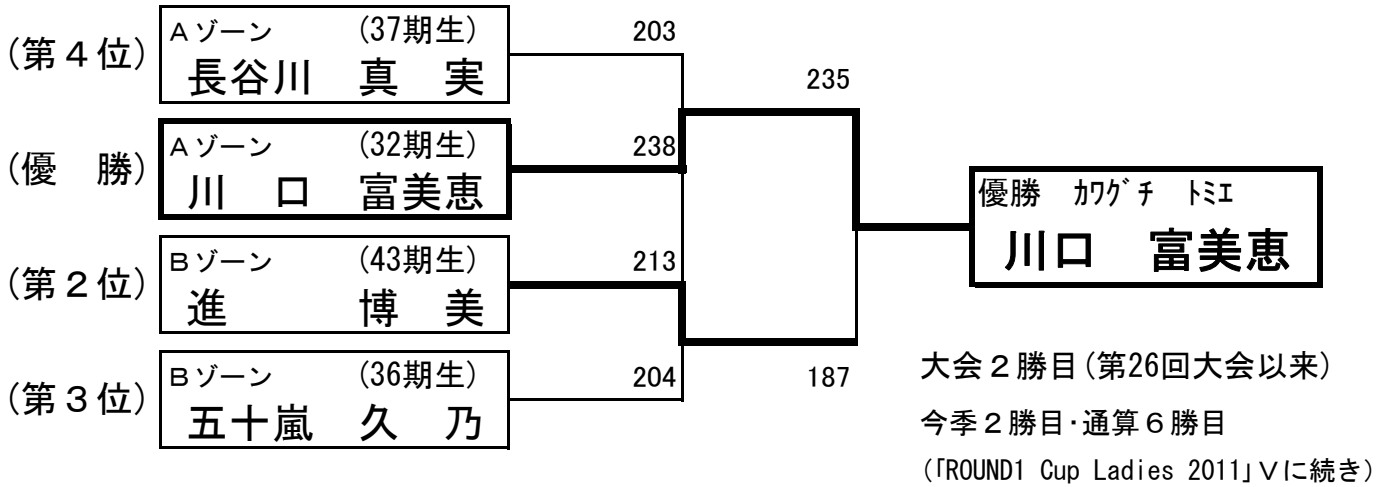 (第４位)
Ａゾーン (37期生)
長谷川 真 実
203
(優 勝)
Ａゾーン (32期生)
川 口 富美恵
238
235
(第２位)
Ｂゾーン (43期生)
進 博 美
213
(第３位)
Ｂゾーン (36期生)
五十嵐 久 乃
204
187
優勝 ｶﾜｸﾞﾁ ﾄﾐｴ
川口 富美恵
大会２勝目(第26回大会以来)
今季２勝目･通算６勝目
(｢ROUND1 Cup Ladies 2011｣Ｖに続き)